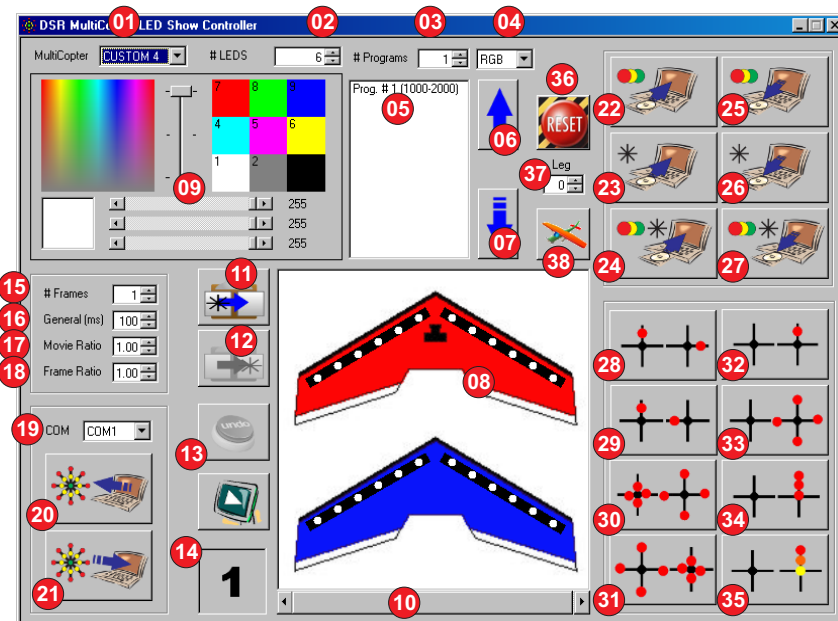 DSR MultiC LED Show Controller
01
02
03
04
MultiCopter CUSTOM 4 # LEDS 6 # Programs 1 RGB
Prog. # 1 (1000-2000)
05
7 8 9
4 5 6
1 2
09
255
255
255
06
07
36
RESET
37 Leg
0
38
22
25
23
26
24
27
15 # Frames 1
16 General (ms) 100
17 Movie Ratio 1.00
18 Frame Ratio 1.00
11
12
19 COM COM1
undo
13
20
14
21
1
08
10
28
32
29
33
30
34
31
35